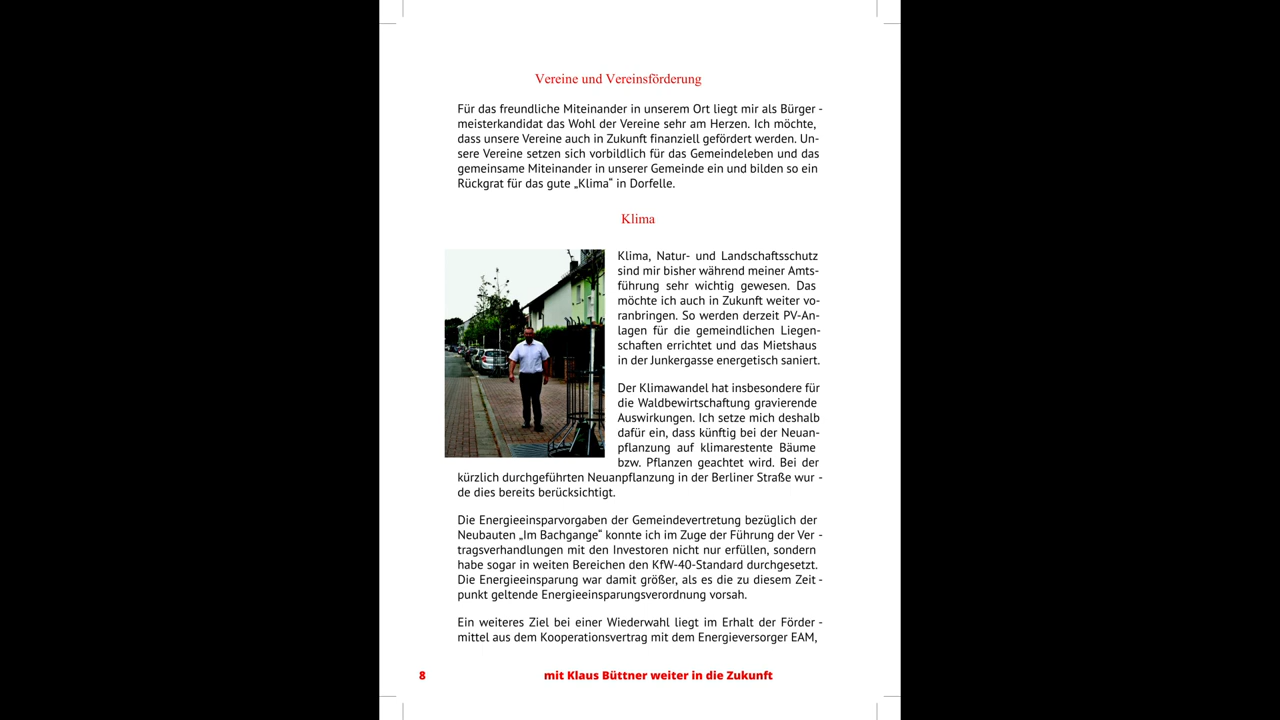 Vereine und Vereinsförderung
Für das freundliche Miteinander in unserem Ort liegt mir als Bürger -
meisterkandidat das Wohl der Vereine sehr am Herzen. Ich möchte,
dass unsere Vereine auch in Zukunft finanziell gefördert werden. Un-
sere Vereine setzen sich vorbildlich für das Gemeindeleben und das
gemeinsame Miteinander in unserer Gemeinde ein und bilden so ein
Rückgrat für das gute „Klima“ in Dorfelle.
Klima
Klima, Natur- und Landschaftsschutz
sind mir bisher während meiner Amts-
führung sehr wichtig gewesen. Das
möchte ich auch in Zukunft weiter vo-
ranbringen. So werden derzeit PV-An-
lagen für die gemeindlichen Liegen-
schaften errichtet und das Mietshaus
in der Junkergasse energetisch saniert.
Der Klimawandel hat insbesondere für
die Waldbewirtschaftung gravierende
Auswirkungen. Ich setze mich deshalb
dafür ein, dass künftig bei der Neuan-
pflanzung auf klimarestente Bäume
bzw. Pflanzen geachtet wird. Bei der
kürzlich durchgeführten Neuanpflanzung in der Berliner Straße wur -
de dies bereits berücksichtigt.
Die Energieeinsparvorgaben der Gemeindevertretung bezüglich der
Neubauten „Im Bachgange“ konnte ich im Zuge der Führung der Ver -
tragsverhandlungen mit den Investoren nicht nur erfüllen, sondern
habe sogar in weiten Bereichen den KfW-40-Standard durchgesetzt.
Die Energieeinsparung war damit größer, als es die zu diesem Zeit -
punkt geltende Energieeinsparungsverordnung vorsah.
Ein weiteres Ziel bei einer Wiederwahl liegt im Erhalt der Förder -
mittel aus dem Kooperationsvertrag mit dem Energieversorger EAM,
8 mit Klaus Büttner weiter in die Zukunft